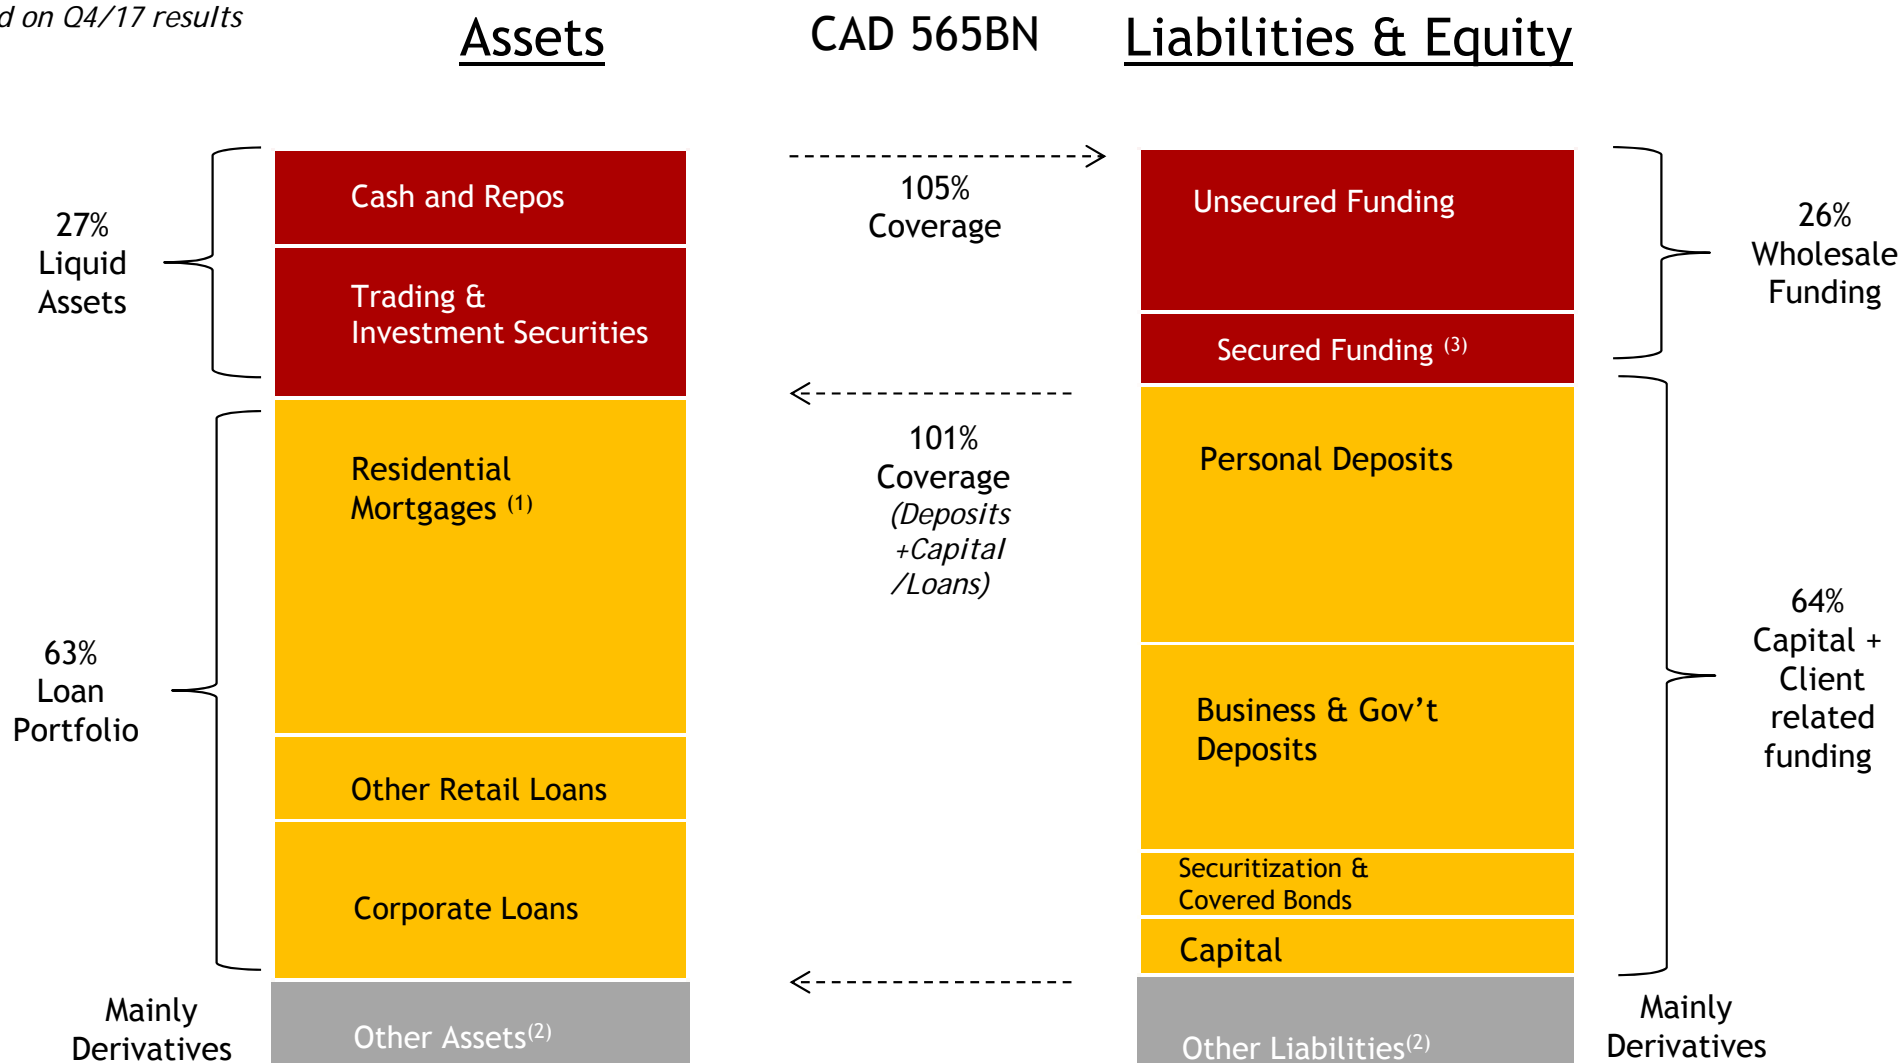 d on Q4/17 results
Assets
CAD 565BN
Liabilities & Equity
27%
Liquid
Assets
Cash and Repos
Trading &
Investment Securities
105%
Coverage
Unsecured Funding
Secured Funding (3)
26%
Wholesale
Funding
63%
Loan
Portfolio
Residential
Mortgages (1)
Other Retail Loans
Corporate Loans
101%
Coverage
(Deposits
+Capital
/Loans)
Personal Deposits
Business & Gov’t
Deposits
Securitization &
Covered Bonds
Capital
64%
Capital +
Client
related
funding
Mainly
Derivatives
Other Assets(2)
Other Liabilities(2)
Mainly
Derivatives